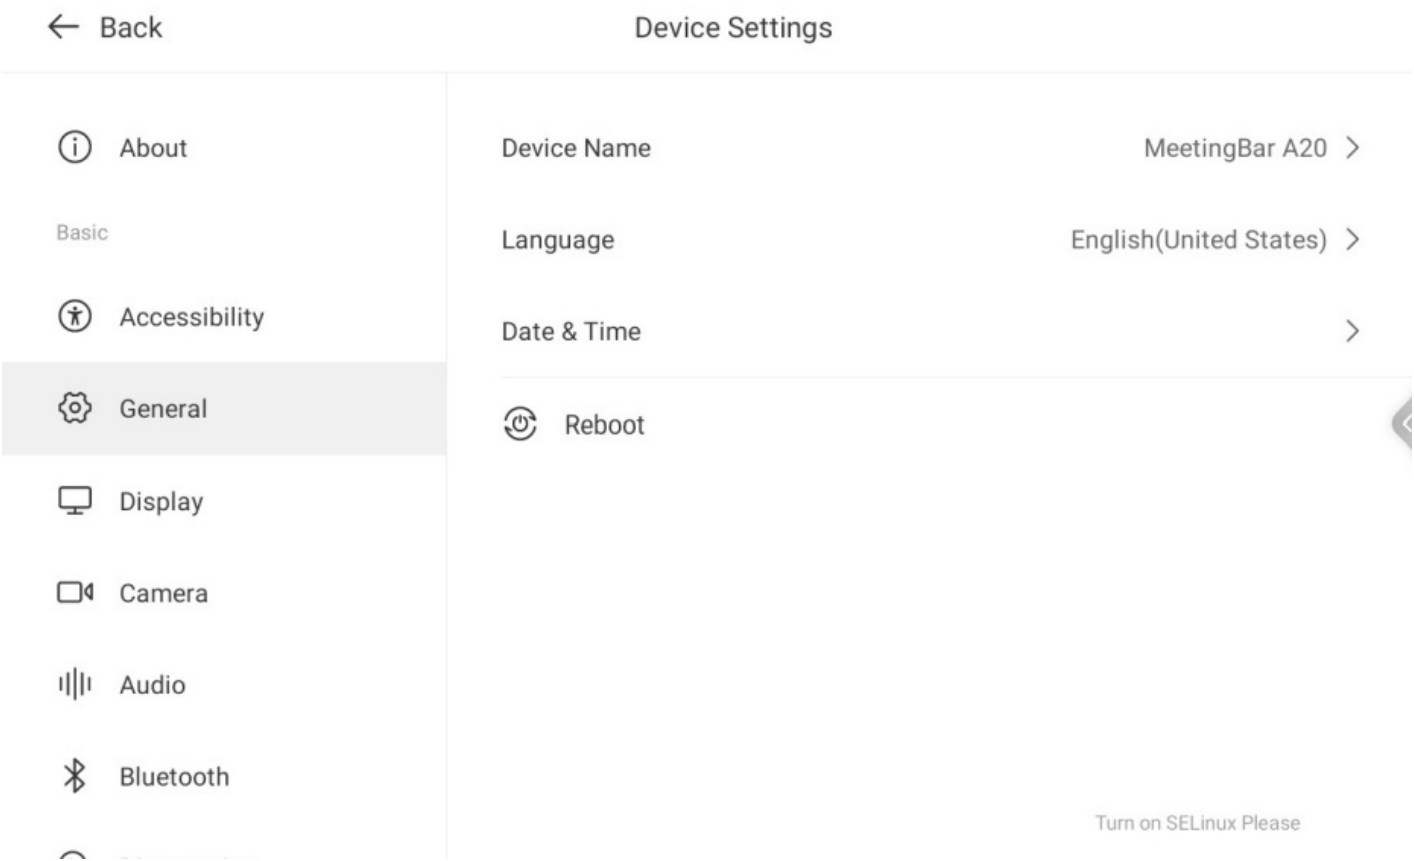 Back
Device Settings
About
Basic
Accessibility
General
Display
Camera
Audio
Bluetooth
Device Name MeetingBar A20
Language English(United States)
Date & Time
Reboot
Turn on SELinux Please